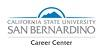 CALIFORNIA STATE UNIVERSITY
SAN BERNARDINO
Career Center